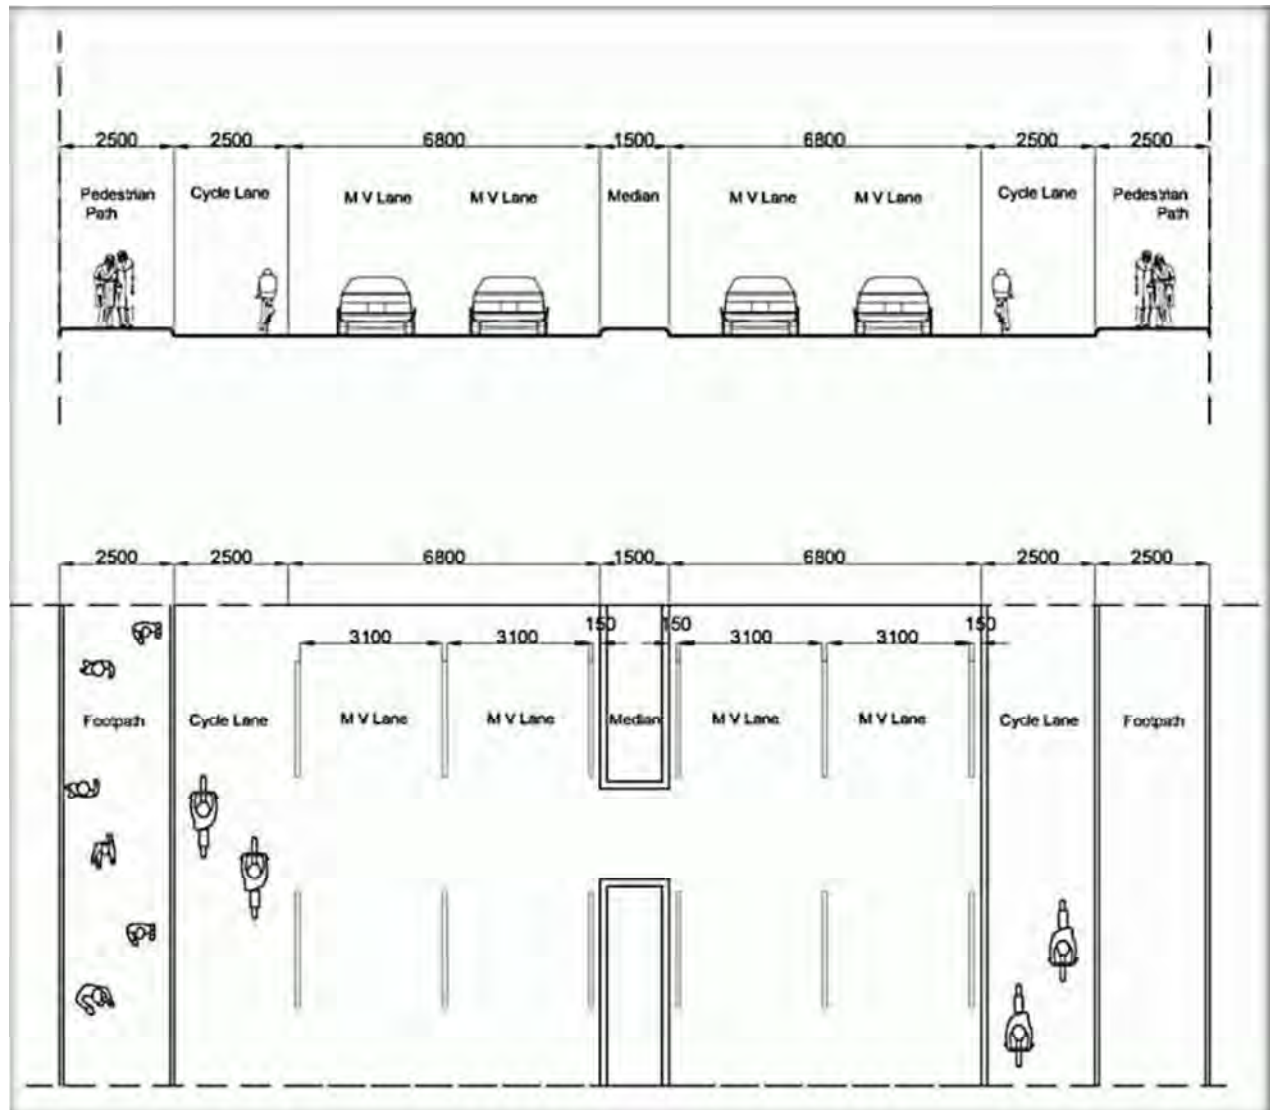 2500 2500 6800 1500 6800 2500 2500
Pedestrian Path Cycle Lane M V Lane M V Lane Median M V Lane M V Lane Cycle Lane Pedestrian Path
2500 2500 6800 1500 6800 2500 2500
3100 3100 150 150 3100 3100 150
Footpath Cycle Lane M V Lane M V Lane Median M V Lane M V Lane Cycle Lane Footpath